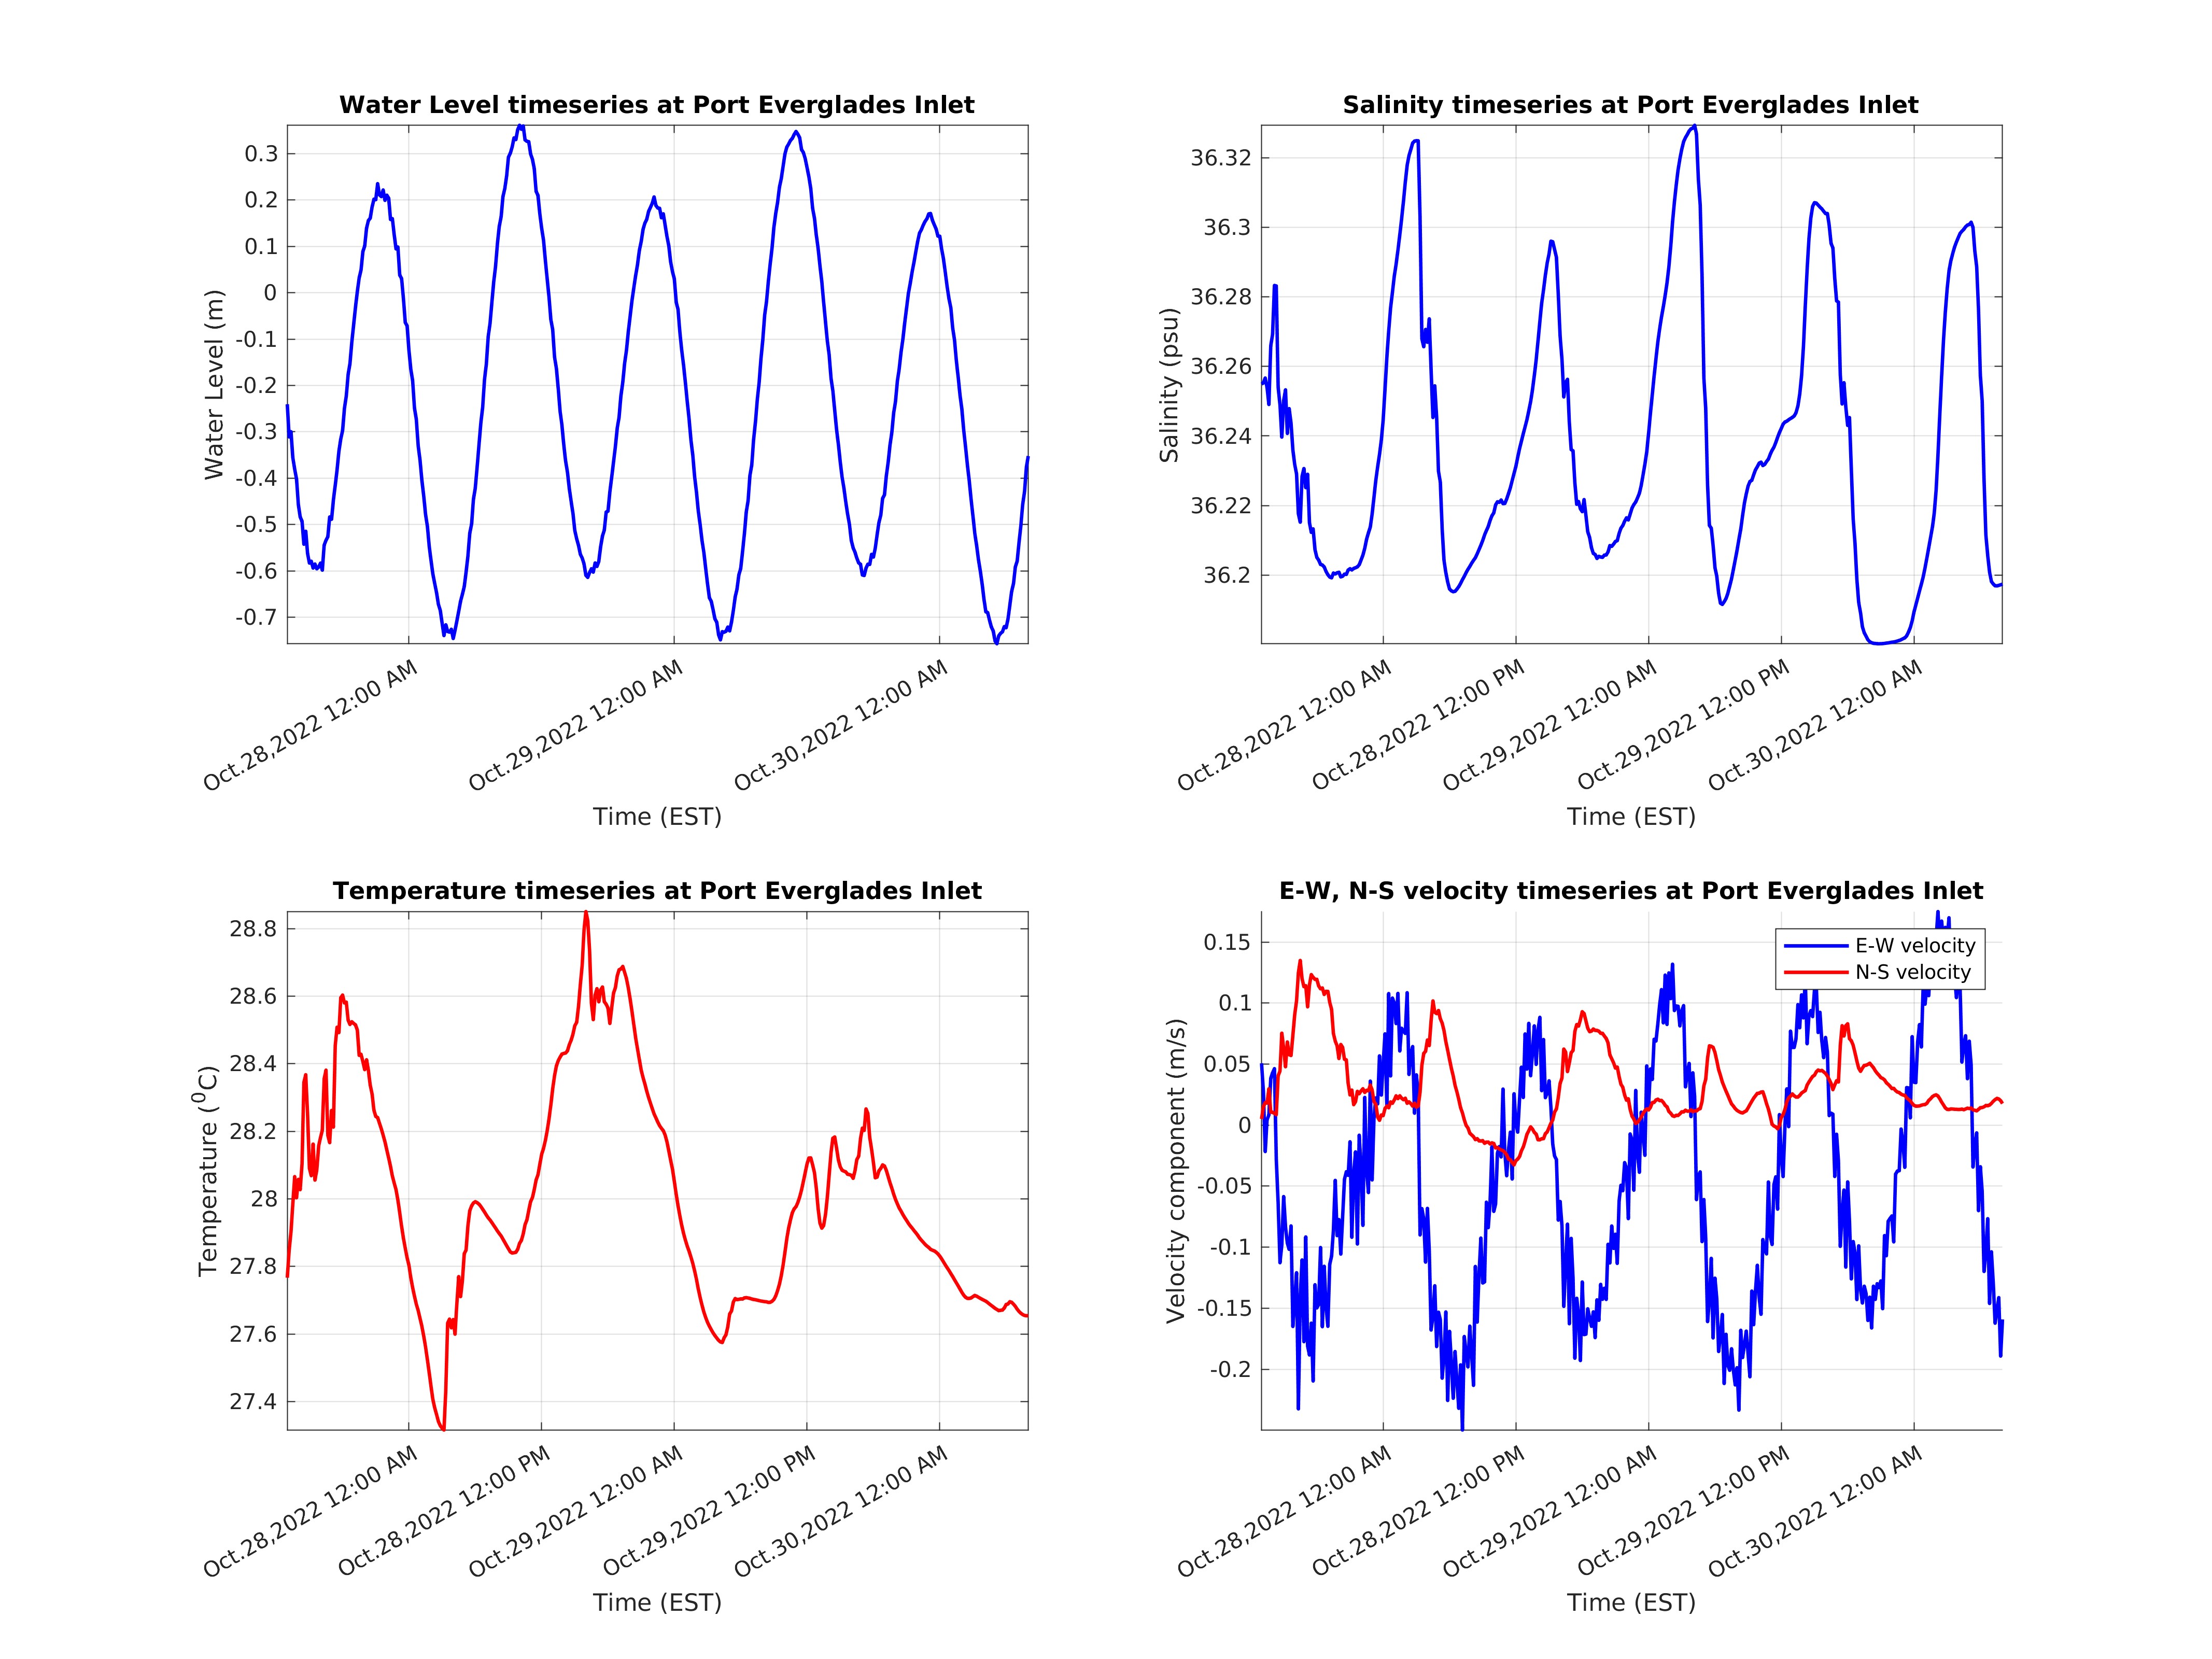 Water Level timeseries at Port Everglades Inlet
Water Level (m)
0.3
0.2
0.1
0
-0.1
-0.2
-0.3
-0.4
-0.5
-0.6
-0.7
Oct.28,2022 12:00 AM
Oct.29,2022 12:00 AM
Oct.30,2022 12:00 AM
Time (EST)
Salinity timeseries at Port Everglades Inlet
Salinity (psu)
36.32
36.3
36.28
36.26
36.24
36.22
36.2
Oct.28,2022 12:00 AM
Oct.28,2022 12:00 PM
Oct.29,2022 12:00 AM
Oct.29,2022 12:00 PM
Oct.30,2022 12:00 AM
Time (EST)
Temperature timeseries at Port Everglades Inlet
Temperature (⁰C)
28.8
28.6
28.4
28.2
28
27.8
27.6
27.4
Oct.28,2022 12:00 AM
Oct.28,2022 12:00 PM
Oct.29,2022 12:00 AM
Oct.29,2022 12:00 PM
Oct.30,2022 12:00 AM
Time (EST)
E-W, N-S velocity timeseries at Port Everglades Inlet
Velocity component (m/s)
0.15
0.1
0.05
0
-0.05
-0.1
-0.15
-0.2
E-W velocity
N-S velocity
Oct.28,2022 12:00 AM
Oct.28,2022 12:00 PM
Oct.29,2022 12:00 AM
Oct.29,2022 12:00 PM
Oct.30,2022 12:00 AM
Time (EST)